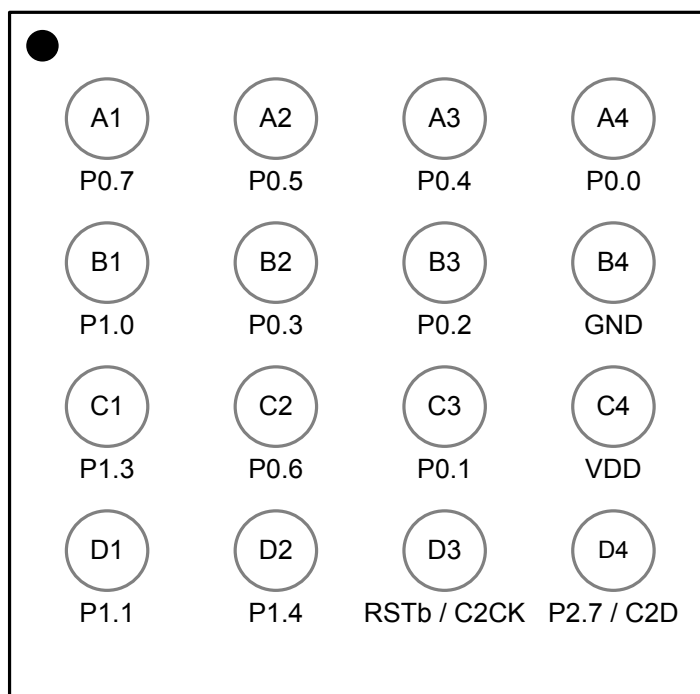 A1 A2 A3 A4
P0.7 P0.5 P0.4 P0.0
B1 B2 B3 B4
P1.0 P0.3 P0.2 GND
C1 C2 C3 C4
P1.3 P0.6 P0.1 VDD
D1 D2 D3 D4
P1.1 P1.4 RSTb / C2CK P2.7 / C2D